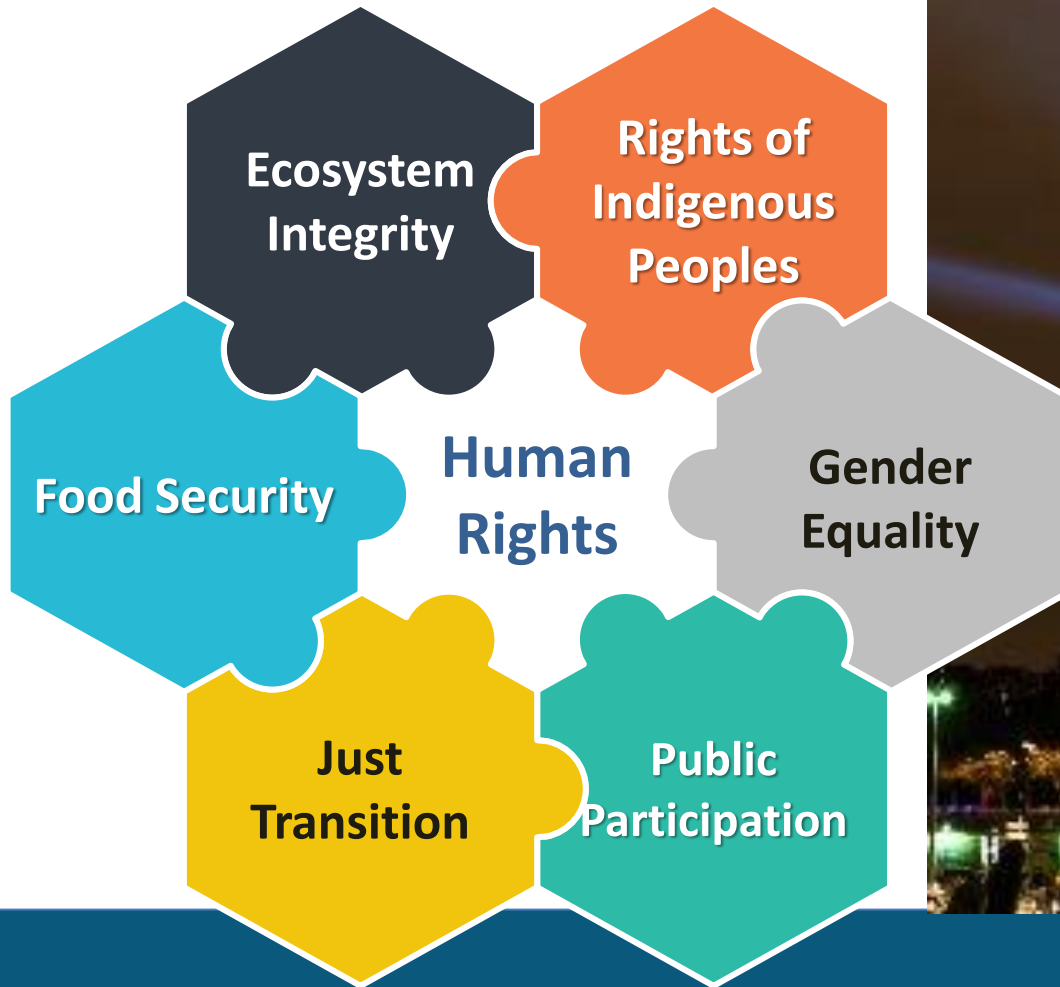 Ecosystem
Integrity
Rights of
Indigenous
Peoples
Food Security
Human
Rights
Gender
Equality
Just
Transition
Public
Participation